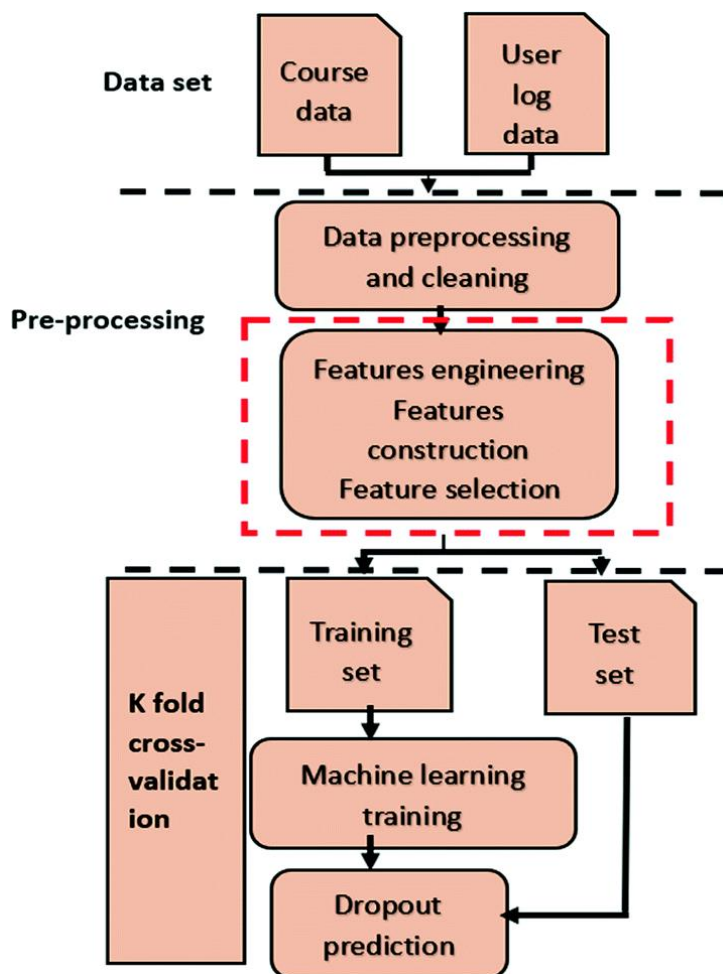 Data set
Course
data
User
log
data
Data preprocessing
and cleaning
Pre-processing
Features engineering
Features
construction
Feature selection
K fold
cross-
validat
ion
Training
set
Test
set
Machine learning
training
Dropout
prediction